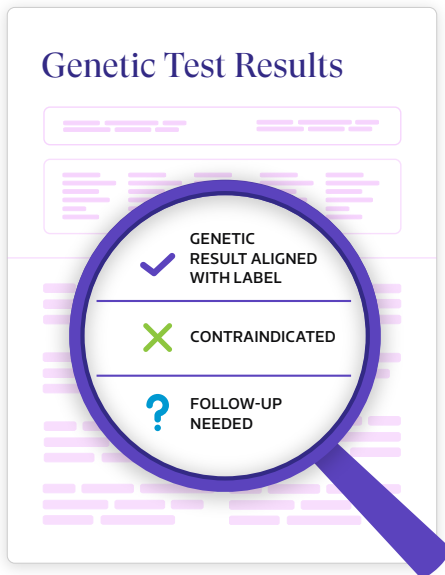 Genetic Test Results
GENETIC
RESULT ALIGNED
WITH LABEL
CONTRAINDICATED
FOLLOW-UP
NEEDED